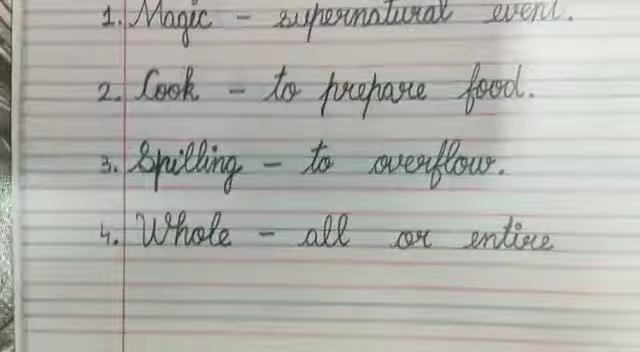 1. Magic - supernatural event.
2. Cook - to prepare food.
3. Spilling - to overflow.
4. Whole - all or entire